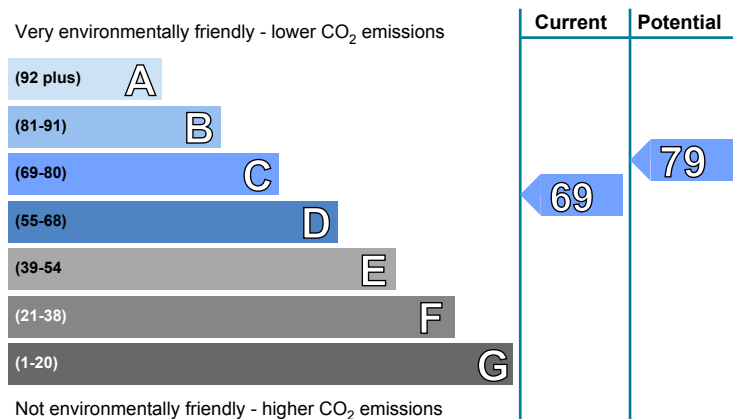 Very environmentally friendly - lower CO₂ emissions
Current
Potential
(92 plus) A
(81-91) B
(69-80) C
(55-68) D
(39-54 E
(21-38) F
(1-20) G
69
79
Not environmentally friendly - higher CO₂ emissions